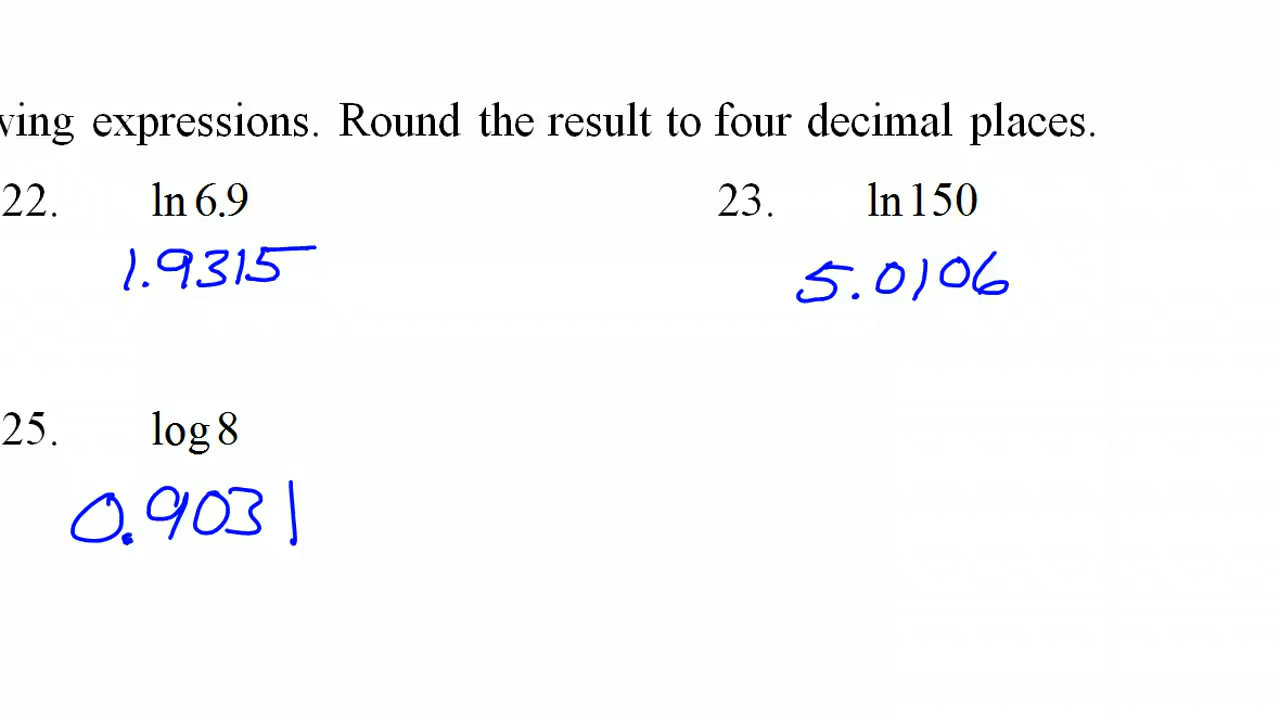 ving expressions. Round the result to four decimal places.
22. ln 6.9 23. ln 150
1.9315 5.0106
25. log 8
0.9031